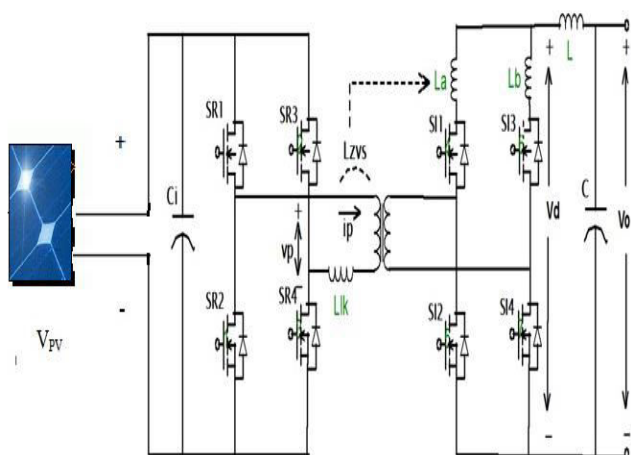 L
+
+
La
Lb
SR1
SR3
SI1
SI3
Lzvs
+
Ci
C
+
ip
Vd
Vo
vp
-
-
SR2
SR4
Llk
SI2
SI4
VPV
-
-